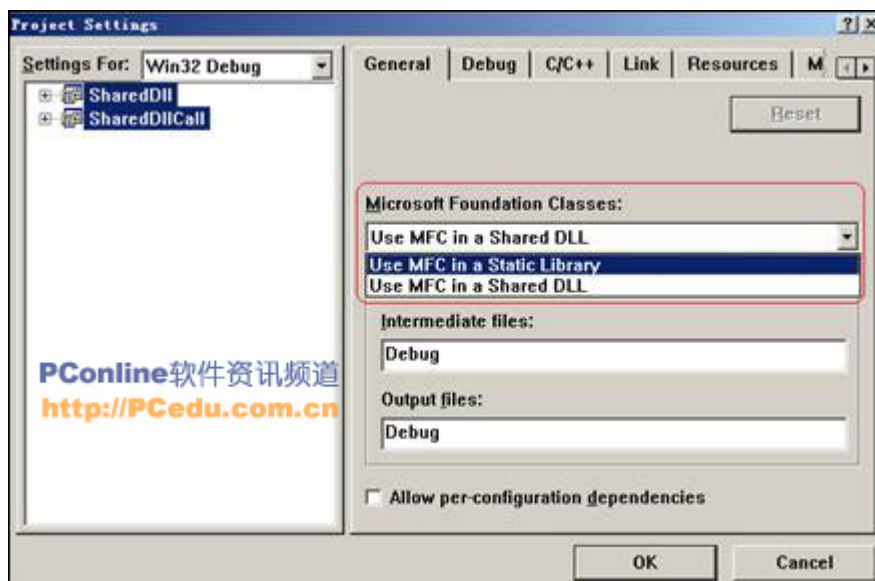 Project Settings
Settings For: Win32 Debug
SharedDll
SharedDllCall
General Debug C/C++ Link Resources M
Reset
Microsoft Foundation Classes:
Use MFC in a Shared DLL
Use MFC in a Static Library
Use MFC in a Shared DLL
Intermediate files:
Debug
Output files:
Debug
Allow per-configuration dependencies
PConline软件资讯频道
http://PCedu.com.cn
OK Cancel